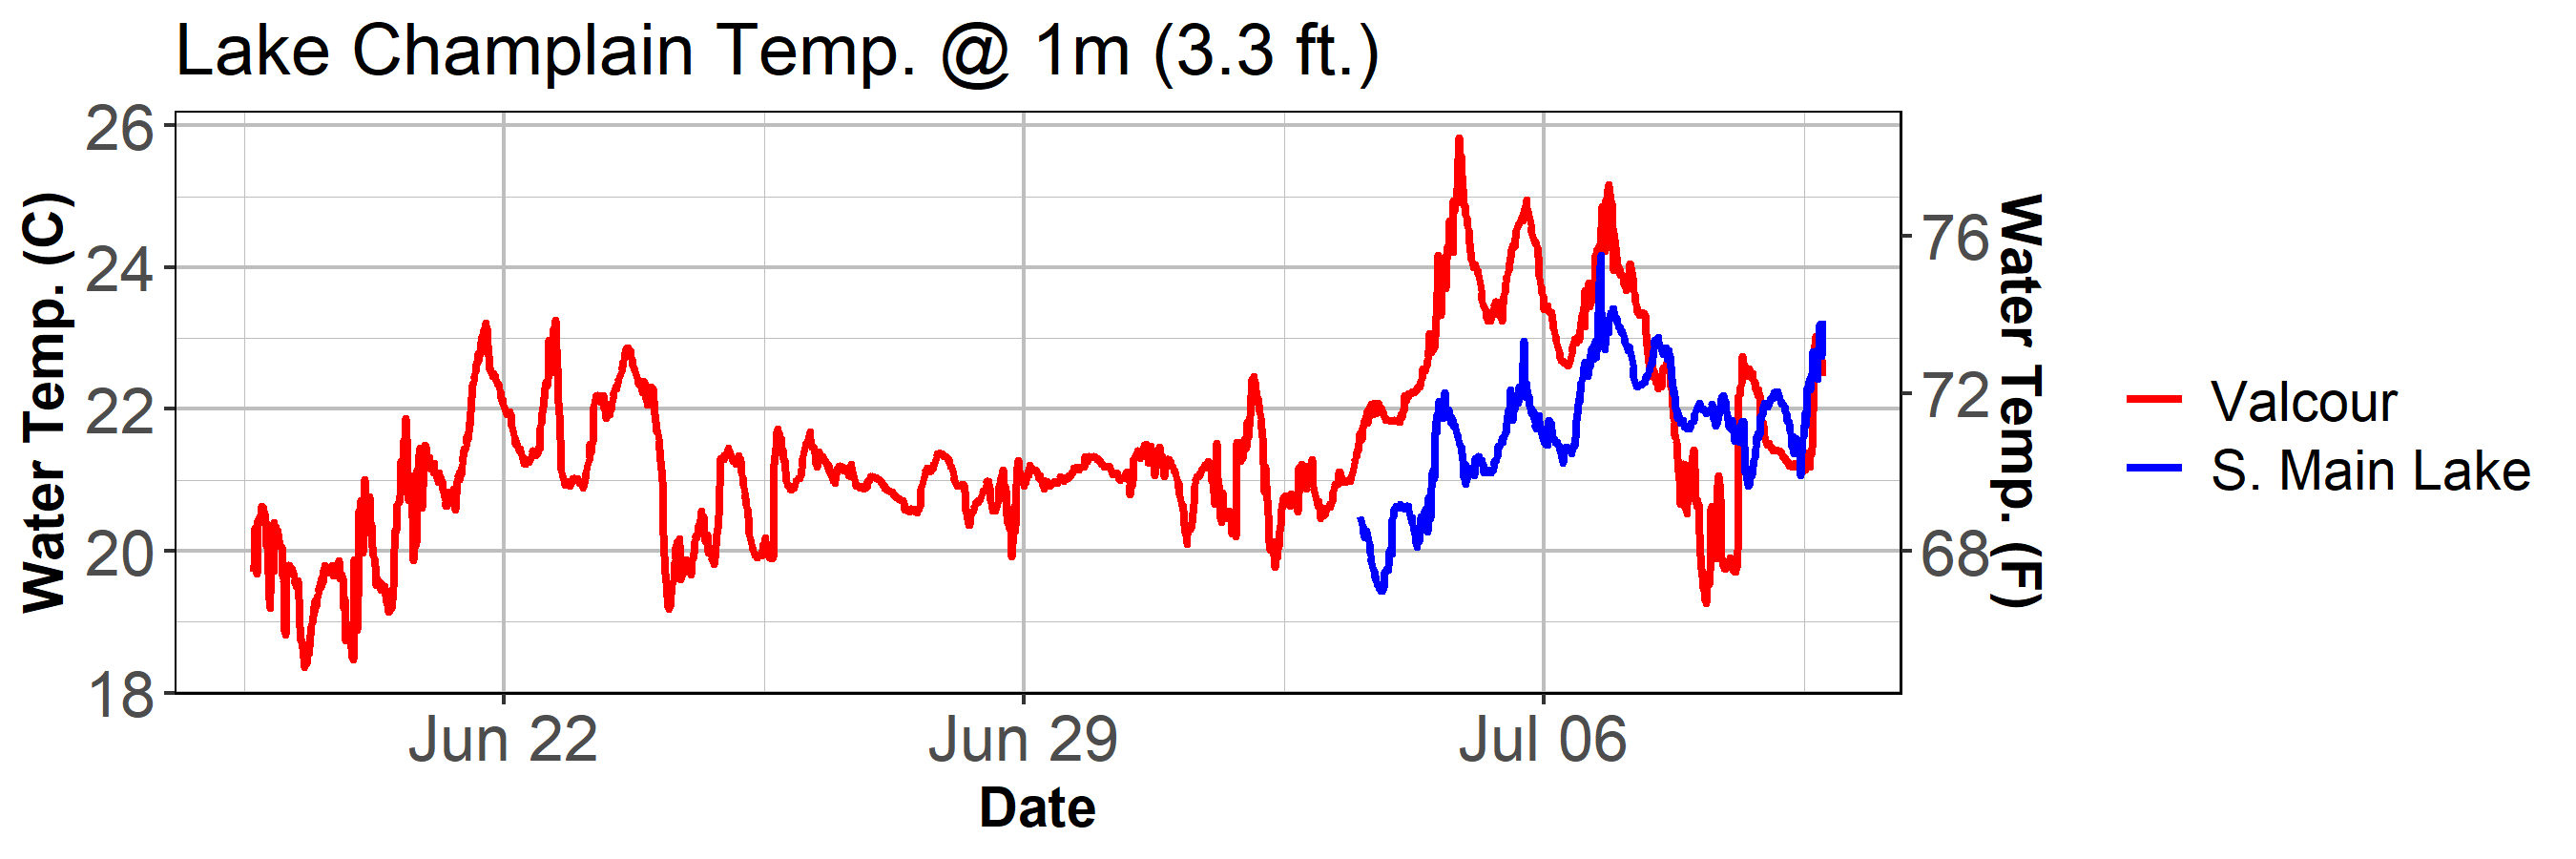 Lake Champlain Temp. @ 1m (3.3 ft.)
Water Temp. (C)
26
24
22
20
18
76
72
68
Water Temp. (F)
Jun 22
Jun 29
Jul 06
Date
Valcour
S. Main Lake